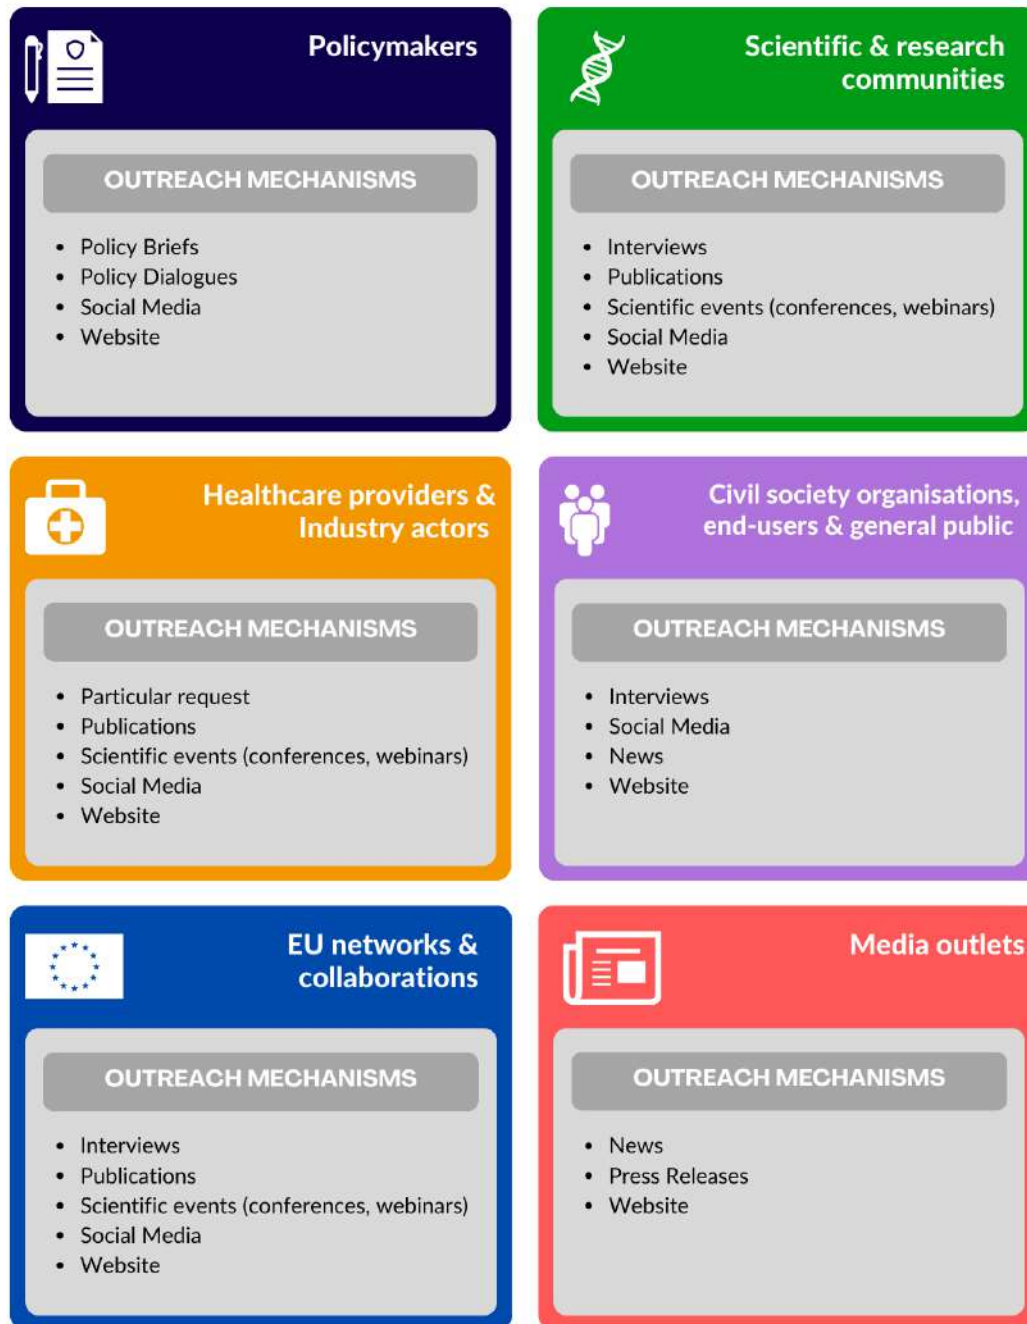 Policymakers
OUTREACH MECHANISMS
• Policy Briefs
• Policy Dialogues
• Social Media
• Website
Scientific & research
communities
OUTREACH MECHANISMS
• Interviews
• Publications
• Scientific events (conferences, webinars)
• Social Media
• Website
Healthcare providers &
Industry actors
OUTREACH MECHANISMS
• Particular request
• Publications
• Scientific events (conferences, webinars)
• Social Media
• Website
Civil society organisations,
end-users & general public
OUTREACH MECHANISMS
• Interviews
• Social Media
• News
• Website
EU networks &
collaborations
OUTREACH MECHANISMS
• Interviews
• Publications
• Scientific events (conferences, webinars)
• Social Media
• Website
Media outlets
OUTREACH MECHANISMS
• News
• Press Releases
• Website